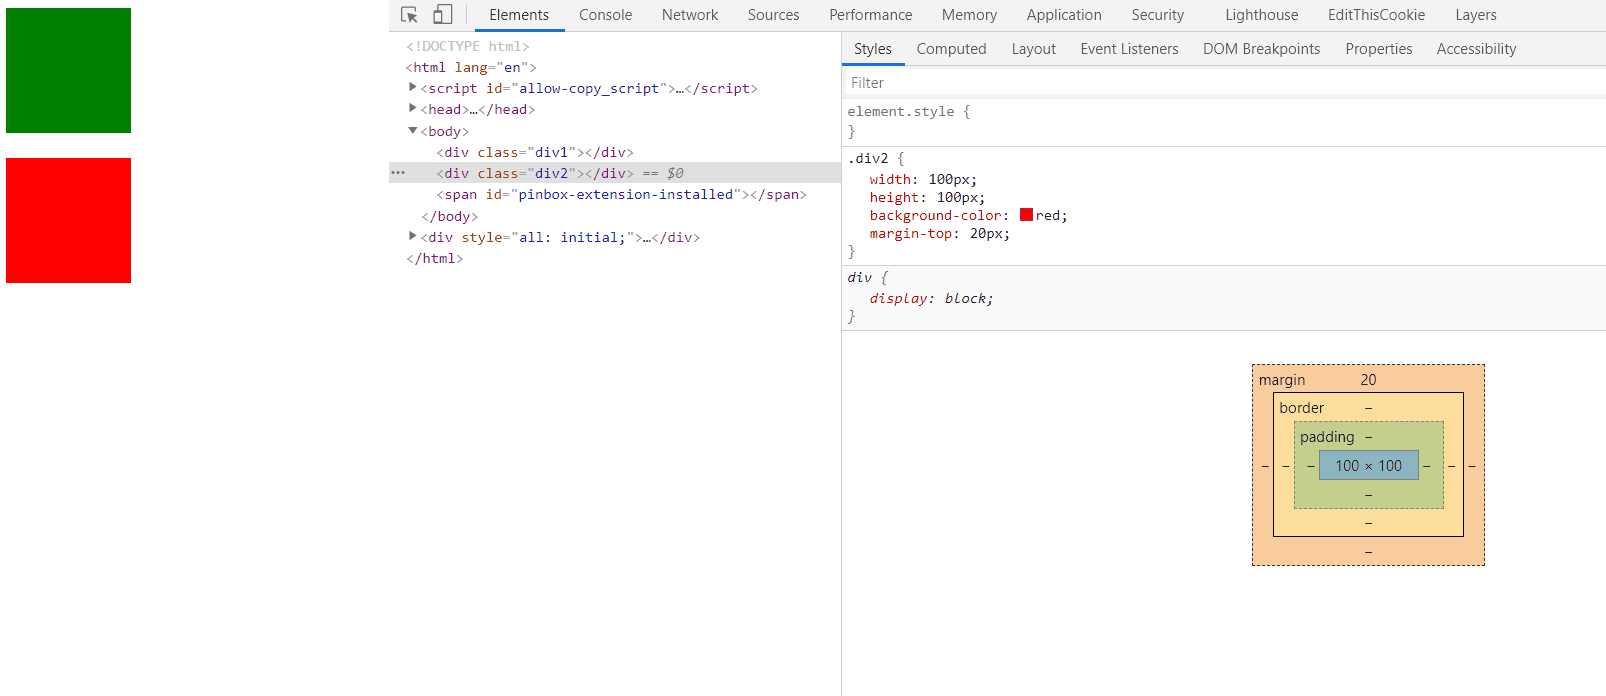 Elements Console Network Sources Performance Memory Application Security Lighthouse EditThisCookie Layers
<!DOCTYPE html>
<html lang="en">
<script id="allow-copy_script">…</script>
<head>…</head>
<body>
<div class="div1"></div>
<div class="div2"></div> == $0
<span id="pinbox-extension-installed"></span>
</body>
<div style="all: initial;">…</div>
</html>
Styles Computed Layout Event Listeners DOM Breakpoints Properties Accessibility
Filter
element.style {
}
.div2 {
width: 100px;
height: 100px;
background-color: red;
margin-top: 20px;
}
div {
display: block;
}
margin 20
border –
padding –
– – – 100 × 100 – – –
–
–
–